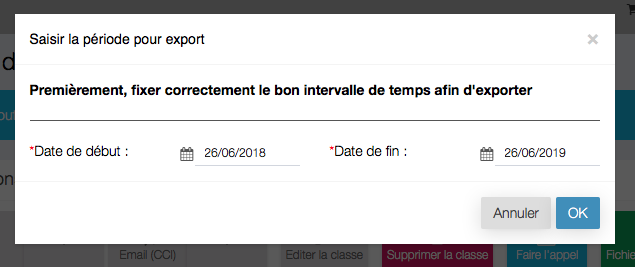 Saisir la période pour export ×
Premièrement, fixer correctement le bon intervalle de temps afin d'exporter
*Date de début : 26/06/2018 *Date de fin : 26/06/2019
Annuler OK
Email (CCI) Editer la classe Supprimer la classe Faire l'appel